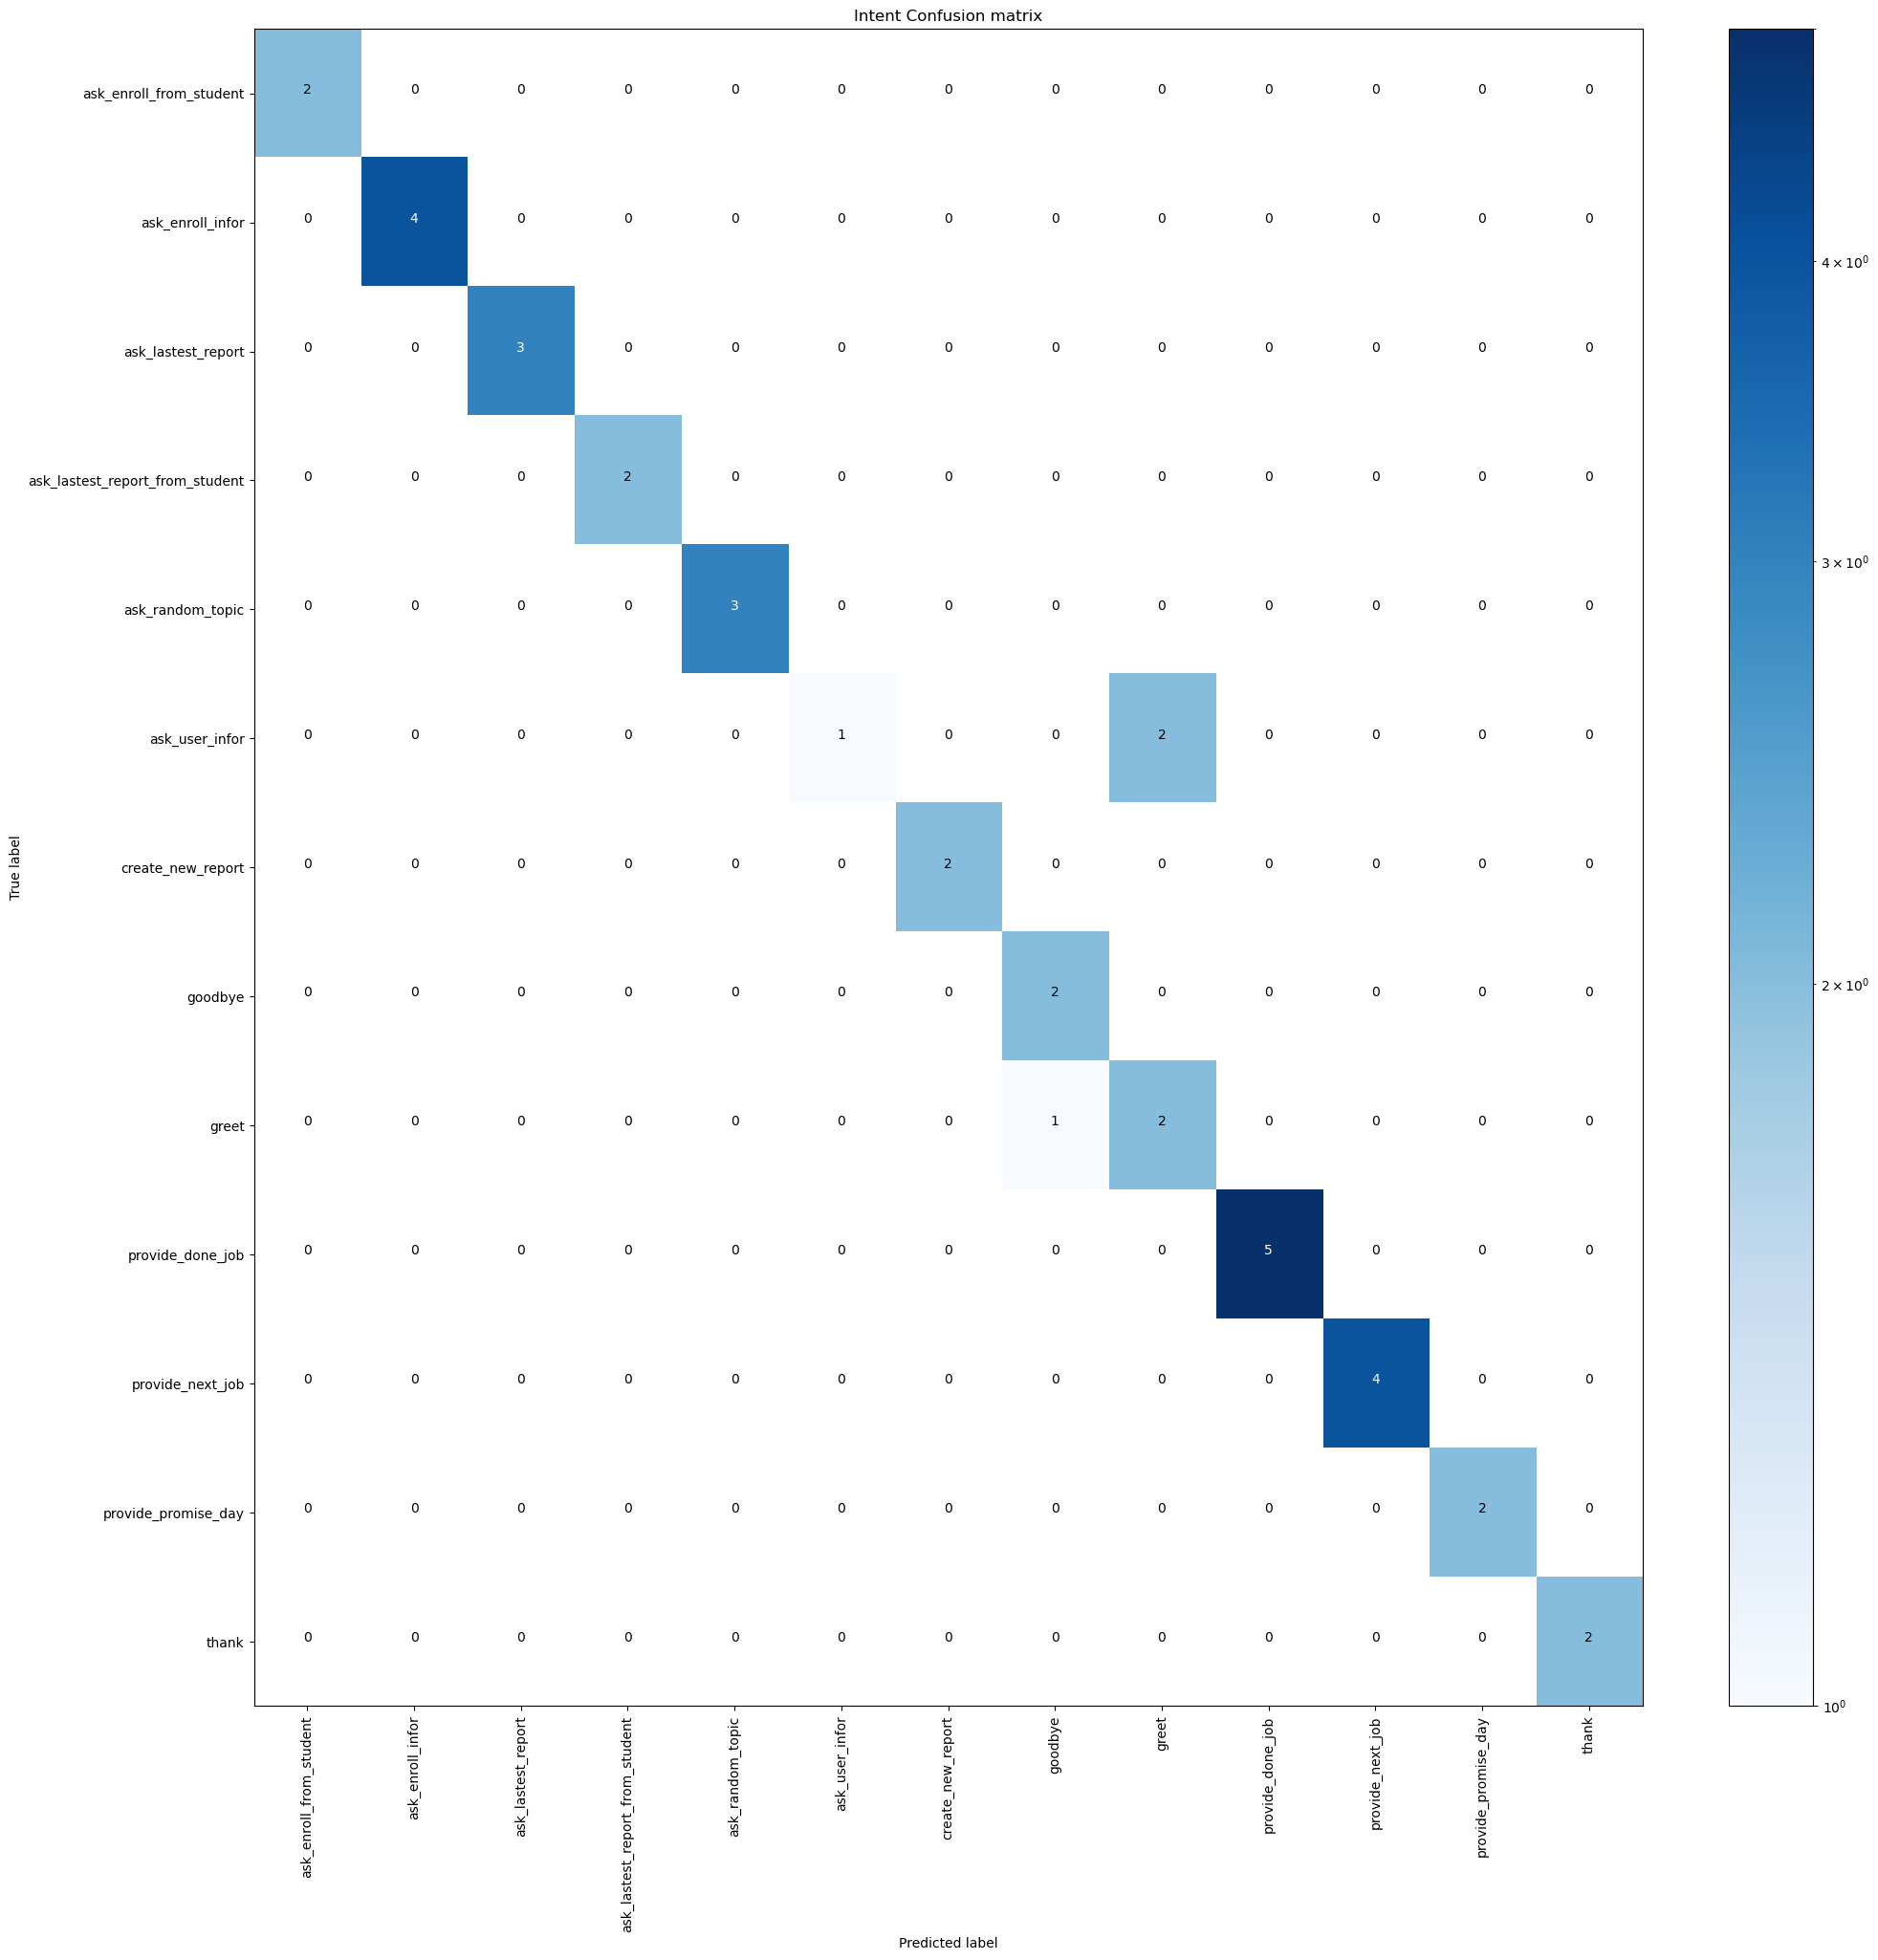 Intent Confusion matrix
ask_enroll_from_student 2 0 0 0 0 0 0 0 0 0 0 0 0
ask_enroll_infor 0 4 0 0 0 0 0 0 0 0 0 0 0
4 × 10⁰
ask_lastest_report 0 0 3 0 0 0 0 0 0 0 0 0 0
ask_lastest_report_from_student 0 0 0 2 0 0 0 0 0 0 0 0 0
3 × 10⁰
ask_random_topic 0 0 0 0 3 0 0 0 0 0 0 0 0
ask_user_infor 0 0 0 0 0 1 0 0 2 0 0 0 0
True label
create_new_report 0 0 0 0 0 0 2 0 0 0 0 0 0
2 × 10⁰
goodbye 0 0 0 0 0 0 0 2 0 0 0 0 0
greet 0 0 0 0 0 0 0 1 2 0 0 0 0
provide_done_job 0 0 0 0 0 0 0 0 0 5 0 0 0
provide_next_job 0 0 0 0 0 0 0 0 0 0 4 0 0
provide_promise_day 0 0 0 0 0 0 0 0 0 0 0 2 0
thank 0 0 0 0 0 0 0 0 0 0 0 0 2
10⁰
ask_enroll_from_student
ask_enroll_infor
ask_lastest_report
ask_lastest_report_from_student
ask_random_topic
ask_user_infor
create_new_report
goodbye
greet
provide_done_job
provide_next_job
provide_promise_day
thank
Predicted label